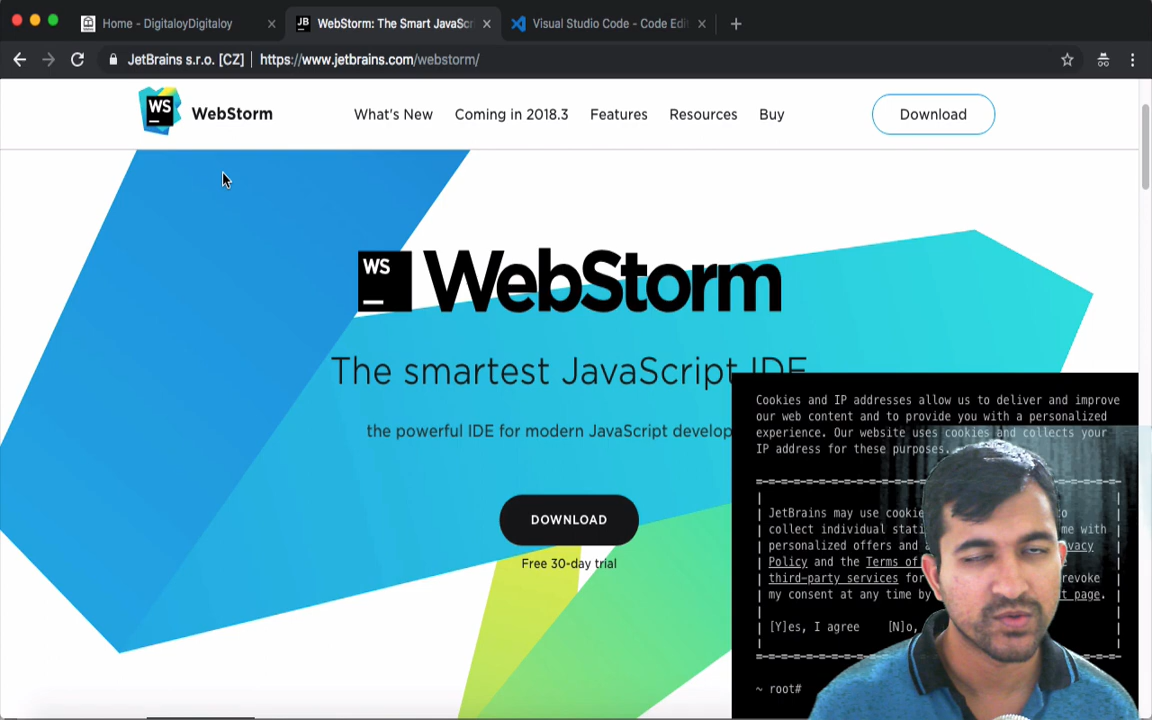 Home - DigitaloyDigitaloy
WebStorm: The Smart JavaScr
Visual Studio Code - Code Edit
JetBrains s.r.o. [CZ] https://www.jetbrains.com/webstorm/
WS WebStorm What's New Coming in 2018.3 Features Resources Buy Download
WS WebStorm
The smartest JavaScript IDE
the powerful IDE for modern JavaScript develop
DOWNLOAD
Free 30-day trial
Cookies and IP addresses allow us to deliver and improve
our web content and to provide you with a personalized
experience. Our website uses cookies and collects your
IP address for these purposes.
JetBrains may use cookie to
collect individual stati me with
personalized offers and a
Policy and the Terms of
third-party services for revoke
my consent at any time by page.
[Y]es, I agree [N]o,
~ root#